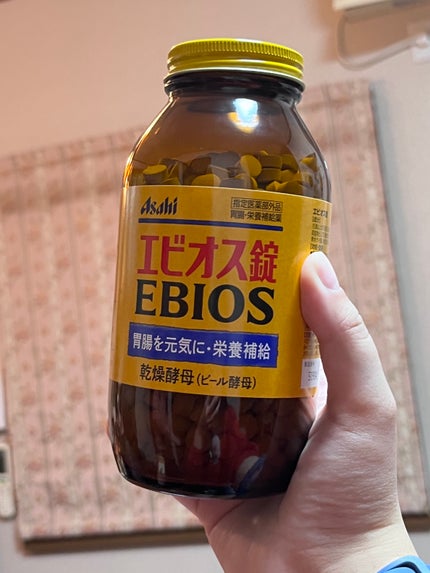 Asahi
指定医薬部外品
胃腸・栄養補給薬
エビオス錠
EBIOS
胃腸を元気に・栄養補給
乾燥酵母(ビール酵母)